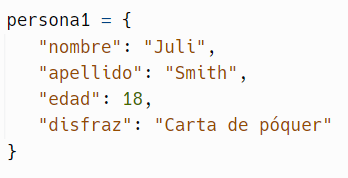 persona1 = {
"nombre": "Juli",
"apellido": "Smith",
"edad": 18,
"disfraz": "Carta de póquer"
}